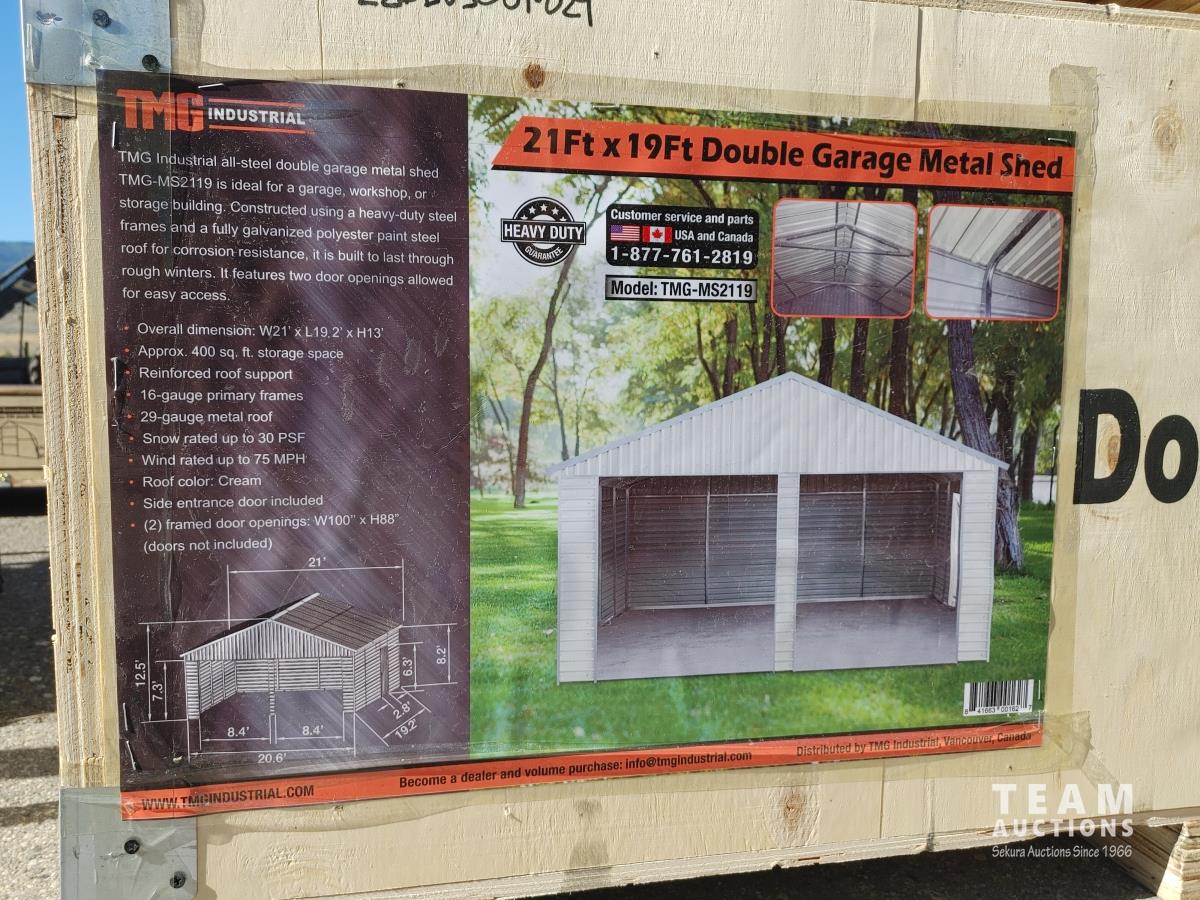 TMG INDUSTRIAL
TMG Industrial all-steel double garage metal shed
TMG-MS2119 is ideal for a garage, workshop, or
storage building. Constructed using a heavy-duty steel
frames and a fully galvanized polyester paint steel
roof for corrosion resistance, it is built to last through
rough winters. It features two door openings allowed
for easy access.
• Overall dimension: W21' x L19.2' x H13'
• Approx. 400 sq. ft. storage space
• Reinforced roof support
• 16-gauge primary frames
• 29-gauge metal roof
• Snow rated up to 30 PSF
• Wind rated up to 75 MPH
• Roof color: Cream
• Side entrance door included
• (2) framed door openings: W100" x H88"
(doors not included)
21'
12.5'
7.3'
6.3'
8.2'
8.4'
8.4'
2.8'
19.2'
20.6'
21Ft x 19Ft Double Garage Metal Shed
HEAVY DUTY
GUARANTEE
Customer service and parts
USA and Canada
1-877-761-2819
Model: TMG-MS2119
8 41663 00162 7
WWW.TMGINDUSTRIAL.COM
Become a dealer and volume purchase: info@tmgindustrial.com
Distributed by TMG Industrial, Vancouver, Canada
Do
TEAM
AUCTIONS
Sekura Auctions Since 1966